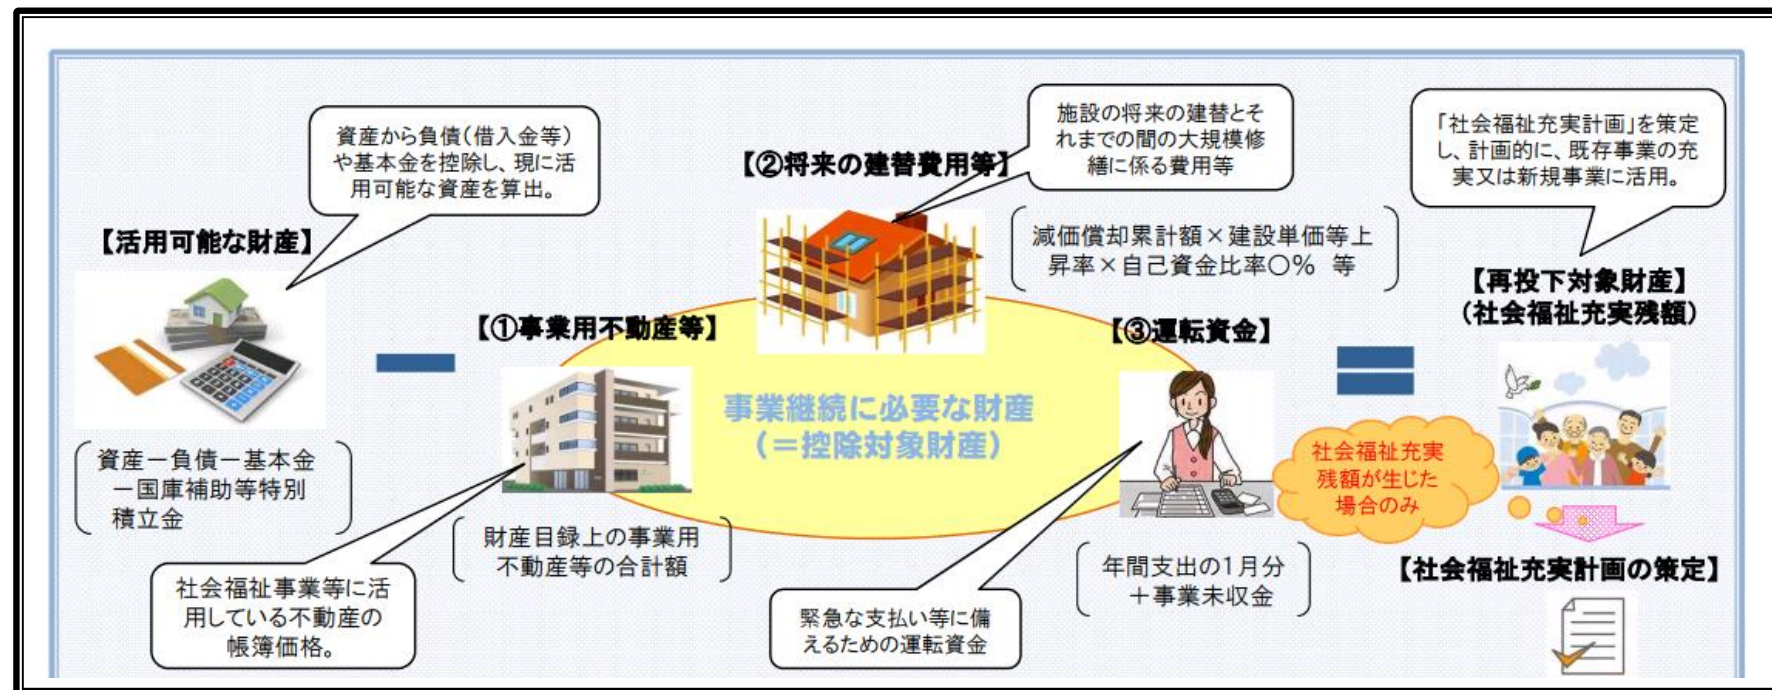 資産から負債(借入金等)
や基本金を控除し、現に活
用可能な資産を算出。
【活用可能な財産】
資産ー負債ー基本金
ー国庫補助等特別
積立金
【①事業用不動産等】
財産目録上の事業用
不動産等の合計額
社会福祉事業等に活
用している不動産の
帳簿価格。
【②将来の建替費用等】
施設の将来の建替とそ
れまでの間の大規模修
繕に係る費用等
減価償却累計額×建設単価等上
昇率×自己資金比率〇% 等
事業継続に必要な財産
(=控除対象財産)
【③運転資金】
年間支出の1月分
+事業未収金
緊急な支払い等に備
えるための運転資金
「社会福祉充実計画」を策定
し、計画的に、既存事業の充
実又は新規事業に活用。
【再投下対象財産】
(社会福祉充実残額)
社会福祉充実
残額が生じた
場合のみ
【社会福祉充実計画の策定】